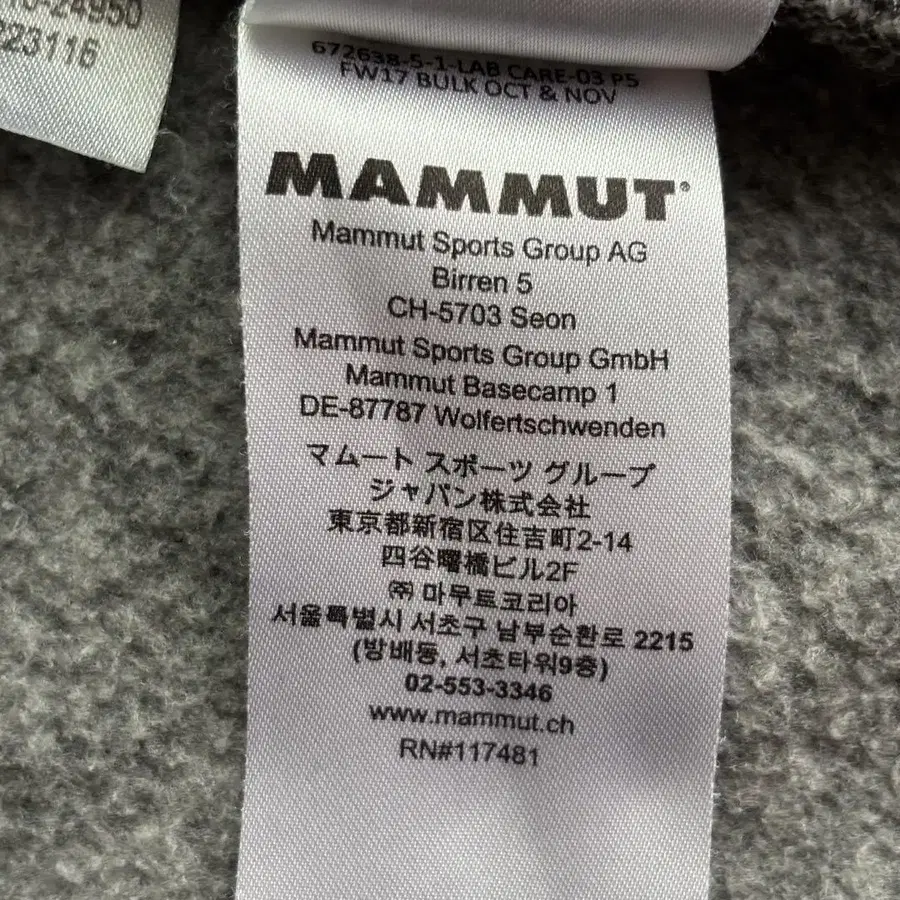 -24950
223116
672638-5-1-LAB CARE-03 P5
FW17 BULK OCT & NOV
MAMMUT®
Mammut Sports Group AG
Birren 5
CH-5703 Seon
Mammut Sports Group GmbH
Mammut Basecamp 1
DE-87787 Wolfertschwenden
マムート スポーツ グループ
ジャパン株式会社
東京都新宿区住吉町2-14
四谷曙橋ビル2F
㈜ 마무트코리아
서울특별시 서초구 남부순환로 2215
(방배동, 서초타워9층)
02-553-3346
www.mammut.ch
RN#117481